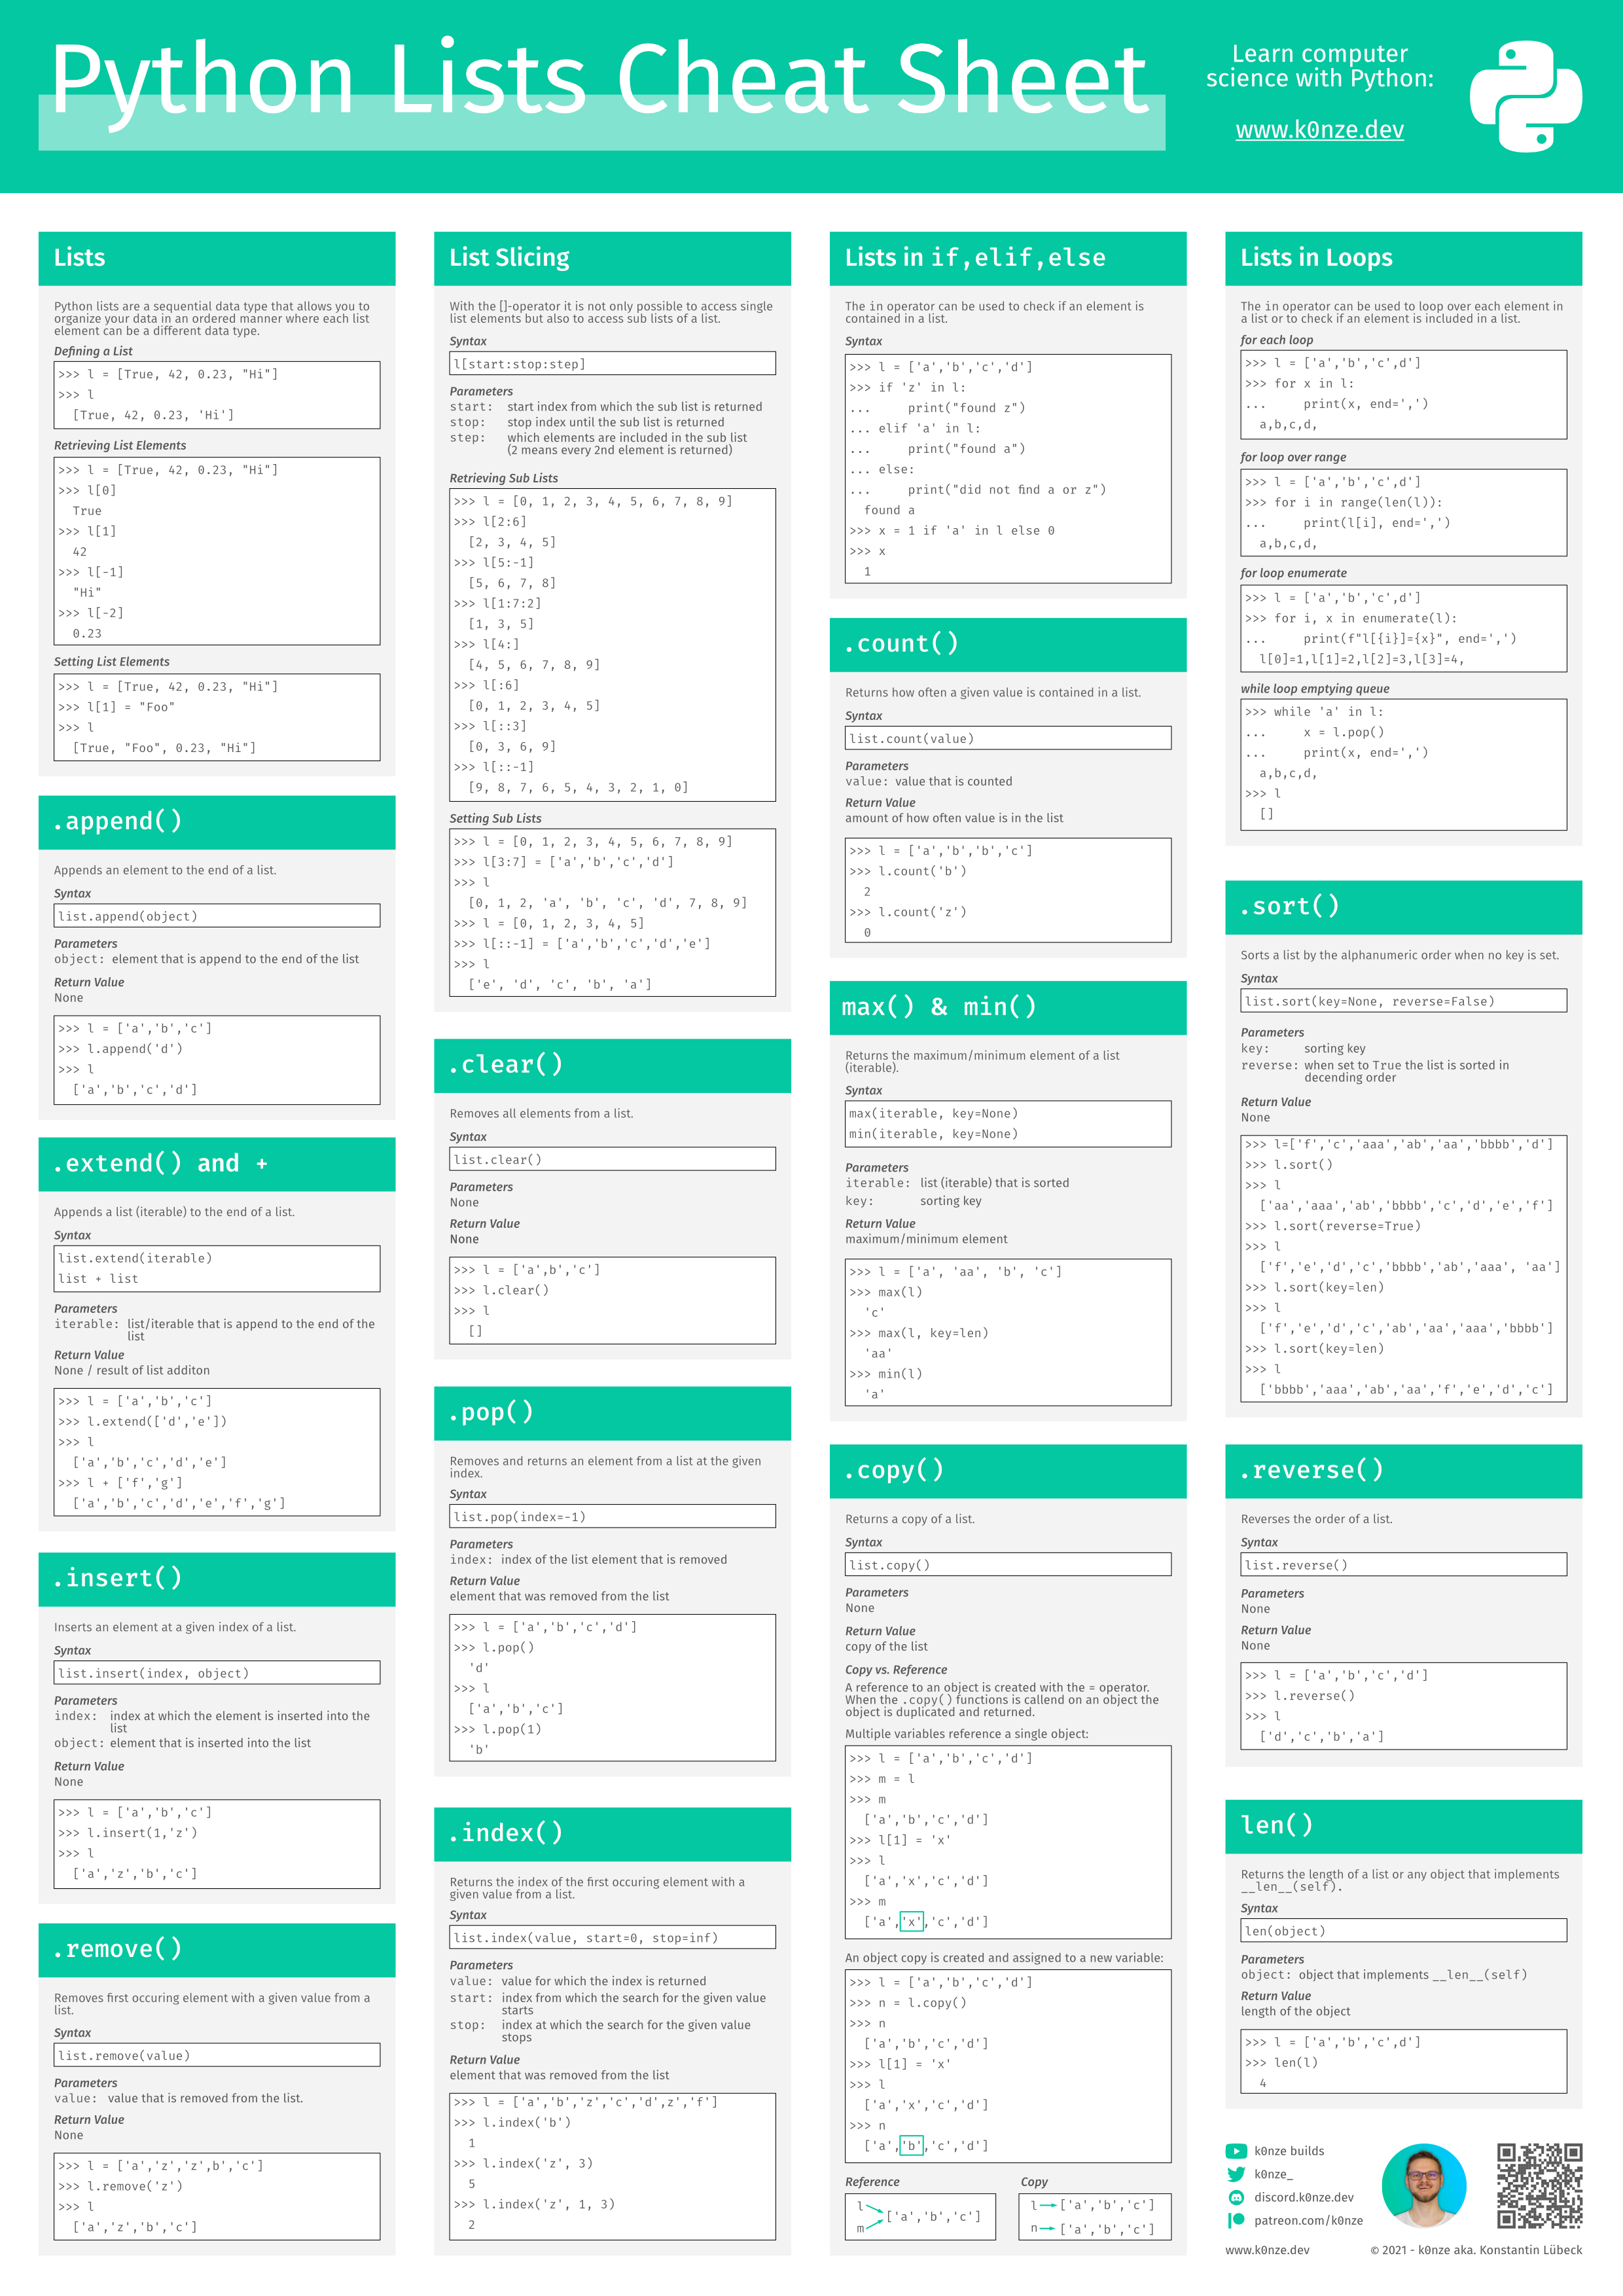 Python Lists Cheat Sheet
Learn computer
science with Python:
www.k0nze.dev
Lists
Python lists are a sequential data type that allows you to
organize your data in an ordered manner where each list
element can be a different data type.
Defining a List
>>> l = [True, 42, 0.23, "Hi"]
>>> l
[True, 42, 0.23, 'Hi']
Retrieving List Elements
>>> l = [True, 42, 0.23, "Hi"]
>>> l[0]
True
>>> l[1]
42
>>> l[-1]
"Hi"
>>> l[-2]
0.23
Setting List Elements
>>> l = [True, 42, 0.23, "Hi"]
>>> l[1] = "Foo"
>>> l
[True, "Foo", 0.23, "Hi"]
.append()
Appends an element to the end of a list.
Syntax
list.append(object)
Parameters
object: element that is append to the end of the list
Return Value
None
>>> l = ['a','b','c']
>>> l.append('d')
>>> l
['a','b','c','d']
.extend() and +
Appends a list (iterable) to the end of a list.
Syntax
list.extend(iterable)
list + list
Parameters
iterable: list/iterable that is append to the end of the
list
Return Value
None / result of list additon
>>> l = ['a','b','c']
>>> l.extend(['d','e'])
>>> l
['a','b','c','d','e']
>>> l + ['f','g']
['a','b','c','d','e','f','g']
.insert()
Inserts an element at a given index of a list.
Syntax
list.insert(index, object)
Parameters
index: index at which the element is inserted into the
list
object: element that is inserted into the list
Return Value
None
>>> l = ['a','b','c']
>>> l.insert(1,'z')
>>> l
['a','z','b','c']
.remove()
Removes first occuring element with a given value from a
list.
Syntax
list.remove(value)
Parameters
value: value that is removed from the list.
Return Value
None
>>> l = ['a','z','z',b','c']
>>> l.remove('z')
>>> l
['a','z','b','c']
List Slicing
With the []-operator it is not only possible to access single
list elements but also to access sub lists of a list.
Syntax
l[start:stop:step]
Parameters
start: start index from which the sub list is returned
stop: stop index until the sub list is returned
step: which elements are included in the sub list
(2 means every 2nd element is returned)
Retrieving Sub Lists
>>> l = [0, 1, 2, 3, 4, 5, 6, 7, 8, 9]
>>> l[2:6]
[2, 3, 4, 5]
>>> l[5:-1]
[5, 6, 7, 8]
>>> l[1:7:2]
[1, 3, 5]
>>> l[4:]
[4, 5, 6, 7, 8, 9]
>>> l[:6]
[0, 1, 2, 3, 4, 5]
>>> l[::3]
[0, 3, 6, 9]
>>> l[::-1]
[9, 8, 7, 6, 5, 4, 3, 2, 1, 0]
Setting Sub Lists
>>> l = [0, 1, 2, 3, 4, 5, 6, 7, 8, 9]
>>> l[3:7] = ['a','b','c','d']
>>> l
[0, 1, 2, 'a', 'b', 'c', 'd', 7, 8, 9]
>>> l = [0, 1, 2, 3, 4, 5]
>>> l[::-1] = ['a','b','c','d','e']
>>> l
['e', 'd', 'c', 'b', 'a']
.clear()
Removes all elements from a list.
Syntax
list.clear()
Parameters
None
Return Value
None
>>> l = ['a',b','c']
>>> l.clear()
>>> l
[]
.pop()
Removes and returns an element from a list at the given
index.
Syntax
list.pop(index=-1)
Parameters
index: index of the list element that is removed
Return Value
element that was removed from the list
>>> l = ['a','b','c','d']
>>> l.pop()
'd'
>>> l
['a','b','c']
>>> l.pop(1)
'b'
.index()
Returns the index of the first occuring element with a
given value from a list.
Syntax
list.index(value, start=0, stop=inf)
Parameters
value: value for which the index is returned
start: index from which the search for the given value
starts
stop: index at which the search for the given value
stops
Return Value
element that was removed from the list
>>> l = ['a','b','z','c','d',z','f']
>>> l.index('b')
1
>>> l.index('z', 3)
5
>>> l.index('z', 1, 3)
2
Lists in if,elif,else
The in operator can be used to check if an element is
contained in a list.
Syntax
>>> l = ['a','b','c','d']
>>> if 'z' in l:
... print("found z")
... elif 'a' in l:
... print("found a")
... else:
... print("did not find a or z")
found a
>>> x = 1 if 'a' in l else 0
>>> x
1
.count()
Returns how often a given value is contained in a list.
Syntax
list.count(value)
Parameters
value: value that is counted
Return Value
amount of how often value is in the list
>>> l = ['a','b','b','c']
>>> l.count('b')
2
>>> l.count('z')
0
max() & min()
Returns the maximum/minimum element of a list
(iterable).
Syntax
max(iterable, key=None)
min(iterable, key=None)
Parameters
iterable: list (iterable) that is sorted
key: sorting key
Return Value
maximum/minimum element
>>> l = ['a', 'aa', 'b', 'c']
>>> max(l)
'c'
>>> max(l, key=len)
'aa'
>>> min(l)
'a'
.copy()
Returns a copy of a list.
Syntax
list.copy()
Parameters
None
Return Value
copy of the list
Copy vs. Reference
A reference to an object is created with the = operator.
When the .copy() functions is callend on an object the
object is duplicated and returned.
Multiple variables reference a single object:
>>> l = ['a','b','c','d']
>>> m = l
>>> m
['a','b','c','d']
>>> l[1] = 'x'
>>> l
['a','x','c','d']
>>> m
['a','x','c','d']
An object copy is created and assigned to a new variable:
>>> l = ['a','b','c','d']
>>> n = l.copy()
>>> n
['a','b','c','d']
>>> l[1] = 'x'
>>> l
['a','x','c','d']
>>> n
['a','b','c','d']
Reference
l
['a','b','c']
m
Copy
l ['a','b','c']
n ['a','b','c']
Lists in Loops
The in operator can be used to loop over each element in
a list or to check if an element is included in a list.
for each loop
>>> l = ['a','b','c',d']
>>> for x in l:
... print(x, end=',')
a,b,c,d,
for loop over range
>>> l = ['a','b','c',d']
>>> for i in range(len(l)):
... print(l[i], end=',')
a,b,c,d,
for loop enumerate
>>> l = ['a','b','c',d']
>>> for i, x in enumerate(l):
... print(f"l[{i}]={x}", end=',')
l[0]=1,l[1]=2,l[2]=3,l[3]=4,
while loop emptying queue
>>> while 'a' in l:
... x = l.pop()
... print(x, end=',')
a,b,c,d,
>>> l
[]
.sort()
Sorts a list by the alphanumeric order when no key is set.
Syntax
list.sort(key=None, reverse=False)
Parameters
key: sorting key
reverse: when set to True the list is sorted in
decending order
Return Value
None
>>> l=['f','c','aaa','ab','aa','bbbb','d']
>>> l.sort()
>>> l
['aa','aaa','ab','bbbb','c','d','e','f']
>>> l.sort(reverse=True)
>>> l
['f','e','d','c','bbbb','ab','aaa', 'aa']
>>> l.sort(key=len)
>>> l
['f','e','d','c','ab','aa','aaa','bbbb']
>>> l.sort(key=len)
>>> l
['bbbb','aaa','ab','aa','f','e','d','c']
.reverse()
Reverses the order of a list.
Syntax
list.reverse()
Parameters
None
Return Value
None
>>> l = ['a','b','c','d']
>>> l.reverse()
>>> l
['d','c','b','a']
len()
Returns the length of a list or any object that implements
__len__(self).
Syntax
len(object)
Parameters
object: object that implements __len__(self)
Return Value
length of the object
>>> l = ['a','b','c',d']
>>> len(l)
4
k0nze builds
k0nze_
discord.k0nze.dev
patreon.com/k0nze
www.k0nze.dev
© 2021 - k0nze aka. Konstantin Lübeck